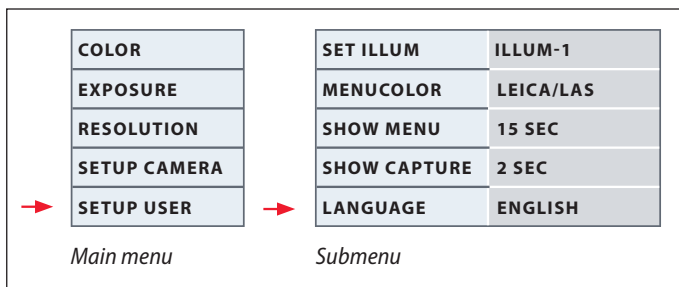 COLOR
EXPOSURE
RESOLUTION
SETUP CAMERA
SETUP USER
Main menu
SET ILLUM ILLUM-1
MENUCOLOR LEICA/LAS
SHOW MENU 15 SEC
SHOW CAPTURE 2 SEC
LANGUAGE ENGLISH
Submenu